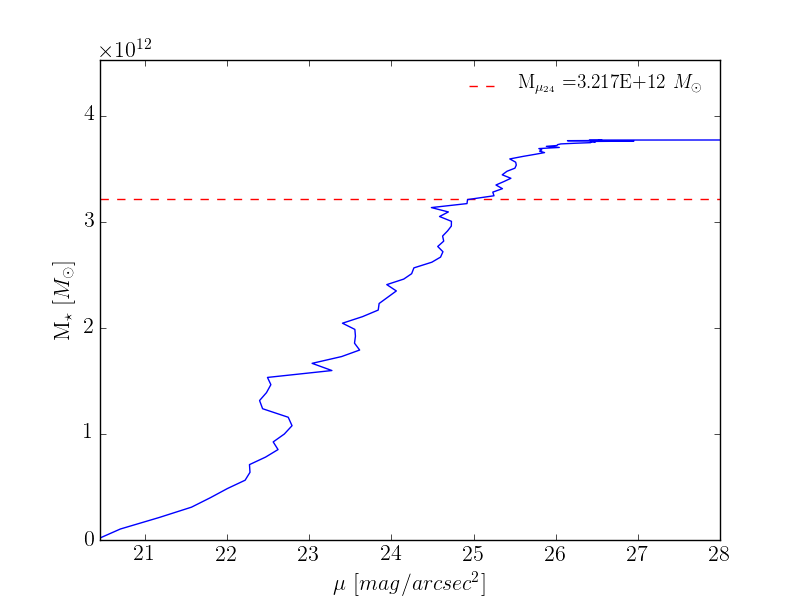 ×10¹²
M_μ₂₄ =3.217E+12 M_⊙
4
3
2
1
0
M⋆ [M_⊙]
21 22 23 24 25 26 27 28
μ [mag/arcsec²]